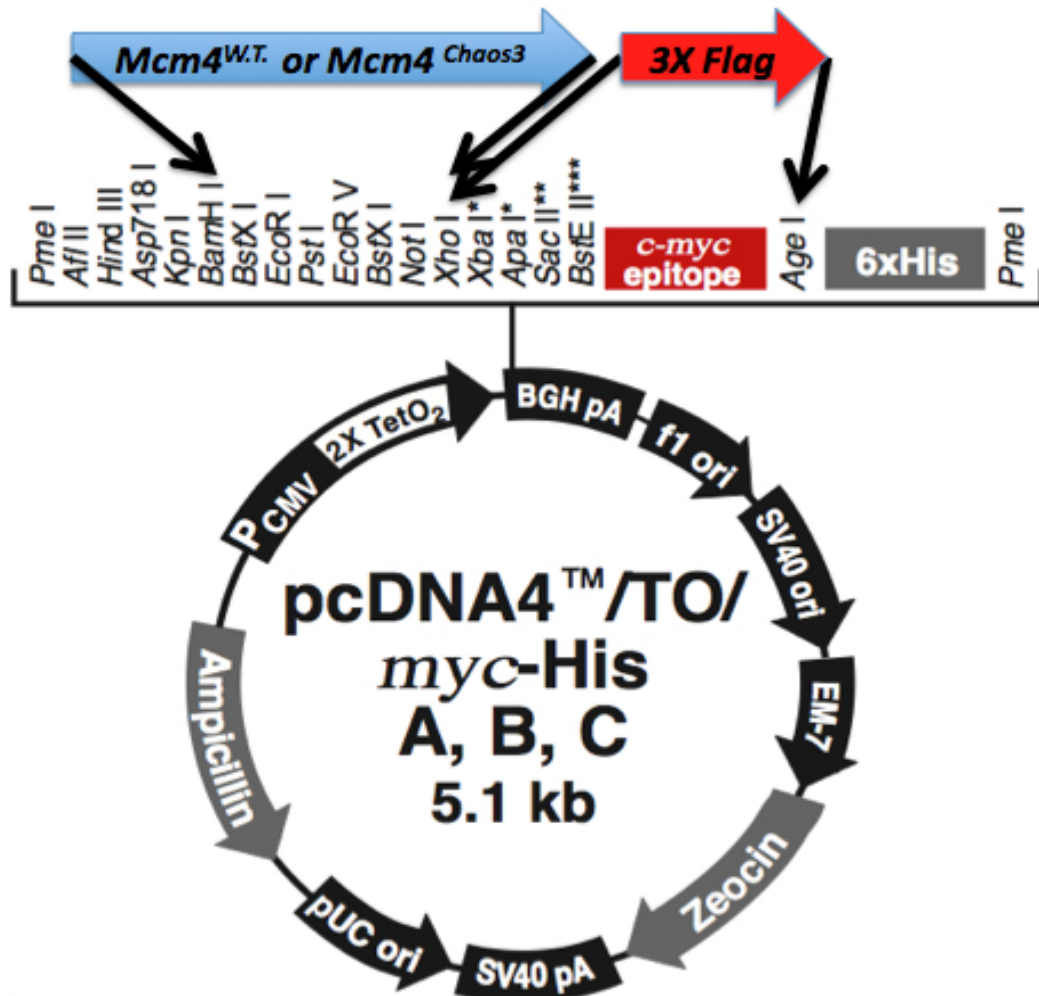 Mcm4W.T. or Mcm4 Chaos3
3X Flag
Pme I
Afl II
Hind III
Asp718 I
Kpn I
BamH I
BstX I
EcoR I
Pst I
EcoR V
BstX I
Not I
Xho I
Xba I*
Apa I*
Sac II**
BstE II***
c-myc
epitope
Age I
6xHis
Pme I
PCMV
2X TetO2
BGH pA
f1 ori
SV40 ori
EM-7
Zeocin
SV40 pA
pUC ori
Ampicillin
pcDNA4™/TO/
myc-His
A, B, C
5.1 kb